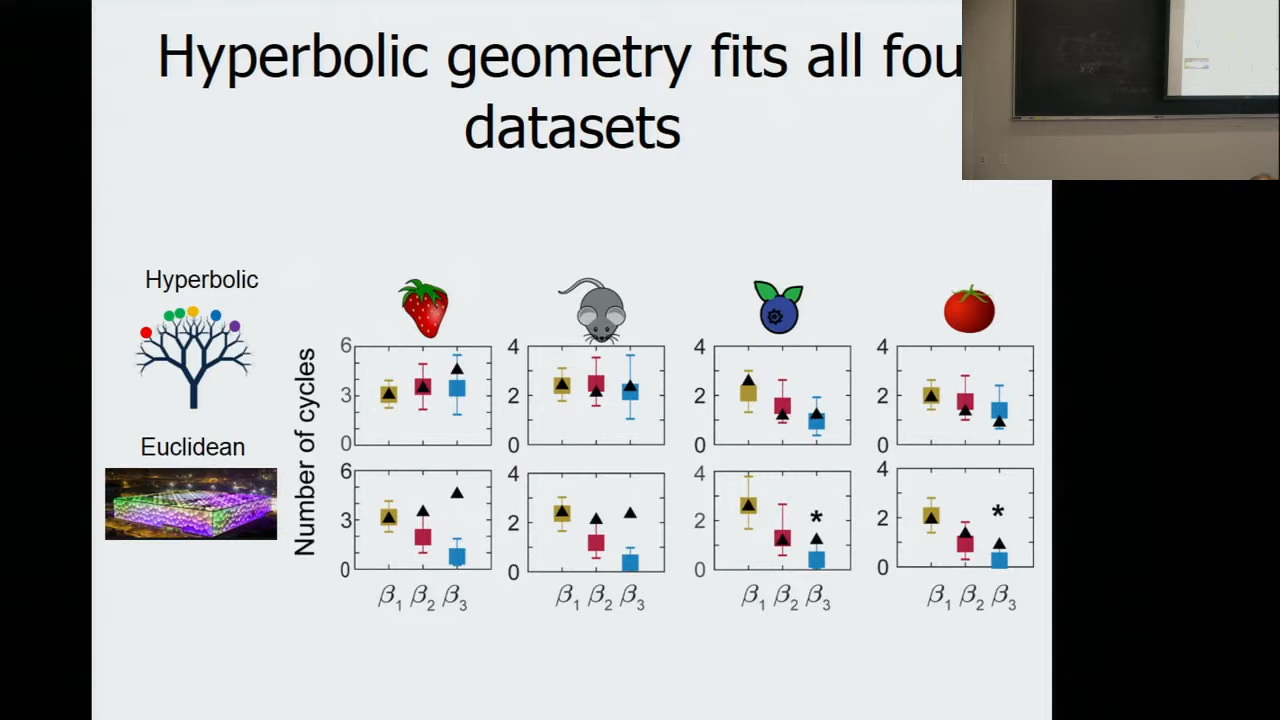 Hyperbolic geometry fits all fou
datasets
Hyperbolic
Euclidean
Number of cycles
6
3
0
4
2
0
4
2
0
4
2
0
6
3
0
4
2
0
4
2
0
*
4
2
0
*
β1 β2 β3
β1 β2 β3
β1 β2 β3
β1 β2 β3